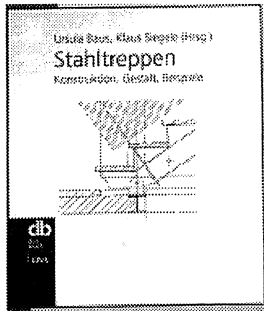 Ursula Baus, Klaus Siegele (Hrsg.)
Stahltreppen
Konstruktion, Gestalt, Beispiele
db